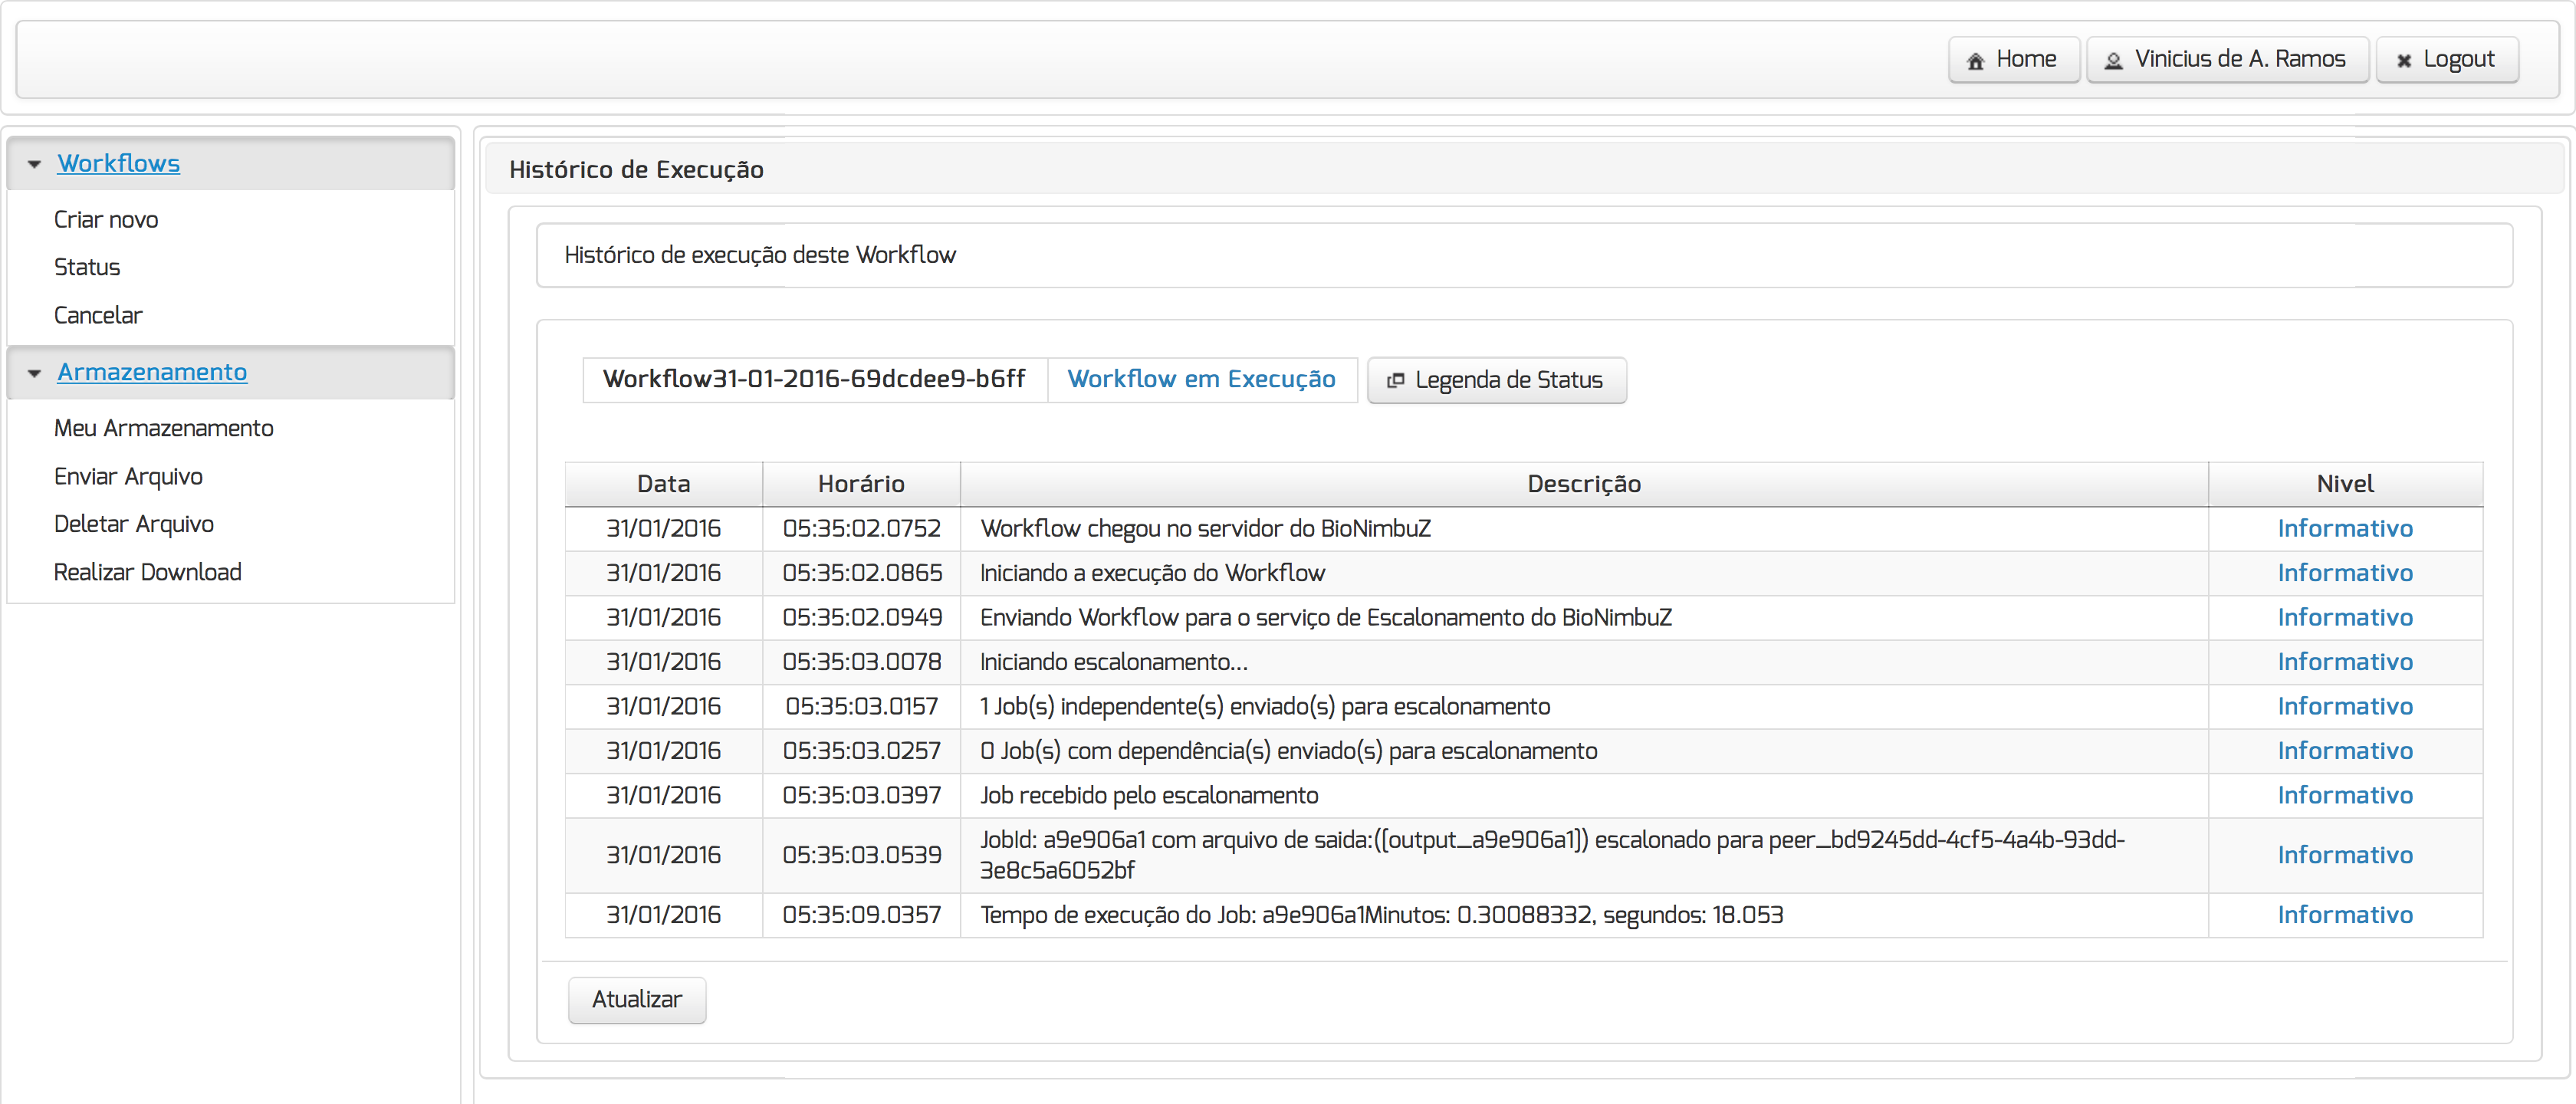 Home Vinicius de A. Ramos Logout
Workflows
Criar novo
Status
Cancelar
Armazenamento
Meu Armazenamento
Enviar Arquivo
Deletar Arquivo
Realizar Download
Histórico de Execução
Histórico de execução deste Workflow
Workflow31-01-2016-69dcdee9-b6ff Workflow em Execução Legenda de Status
Data Horário Descrição Nivel
31/01/2016 05:35:02.0752 Workflow chegou no servidor do BioNimbuZ Informativo
31/01/2016 05:35:02.0865 Iniciando a execução do Workflow Informativo
31/01/2016 05:35:02.0949 Enviando Workflow para o serviço de Escalonamento do BioNimbuZ Informativo
31/01/2016 05:35:03.0078 Iniciando escalonamento... Informativo
31/01/2016 05:35:03.0157 1 Job(s) independente(s) enviado(s) para escalonamento Informativo
31/01/2016 05:35:03.0257 0 Job(s) com dependência(s) enviado(s) para escalonamento Informativo
31/01/2016 05:35:03.0397 Job recebido pelo escalonamento Informativo
31/01/2016 05:35:03.0539 JobId: a9e906a1 com arquivo de saida:([output_a9e906a1]) escalonado para peer_bd9245dd-4cf5-4a4b-93dd- Informativo
3e8c5a6052bf
31/01/2016 05:35:09.0357 Tempo de execução do Job: a9e906a1Minutos: 0.30088332, segundos: 18.053 Informativo
Atualizar